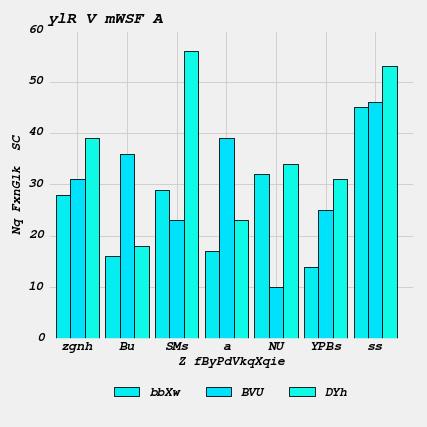 ylR V mWSF A
60
50
40
30
20
10
0
Nq FxnGlk SC
zgnh Bu SMs a NU YPBs ss
Z fByPdVkqXqie
bbXw BVU DYh